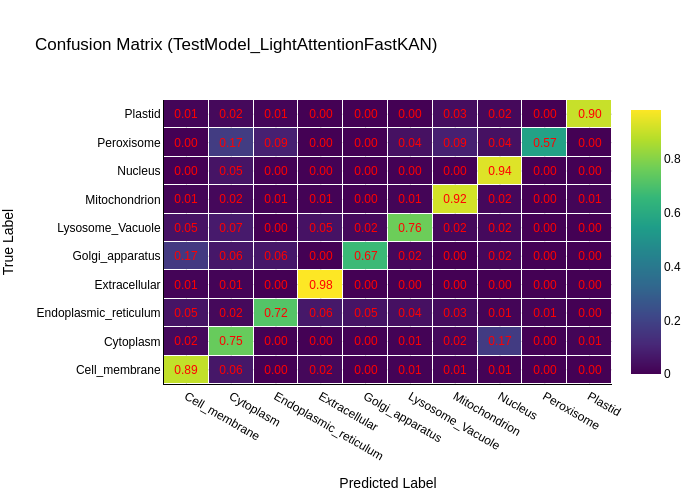 Confusion Matrix (TestModel_LightAttentionFastKAN)
True Label
Plastid 0.01 0.02 0.01 0.00 0.00 0.00 0.03 0.02 0.00 0.90
Peroxisome 0.00 0.17 0.09 0.00 0.00 0.04 0.09 0.04 0.57 0.00
Nucleus 0.00 0.05 0.00 0.00 0.00 0.00 0.00 0.94 0.00 0.00
Mitochondrion 0.01 0.02 0.01 0.01 0.00 0.01 0.92 0.02 0.00 0.01
Lysosome_Vacuole 0.05 0.07 0.00 0.05 0.02 0.76 0.02 0.02 0.00 0.00
Golgi_apparatus 0.17 0.06 0.06 0.00 0.67 0.02 0.00 0.02 0.00 0.00
Extracellular 0.01 0.01 0.00 0.98 0.00 0.00 0.00 0.00 0.00 0.00
Endoplasmic_reticulum 0.05 0.02 0.72 0.06 0.05 0.04 0.03 0.01 0.01 0.00
Cytoplasm 0.02 0.75 0.00 0.00 0.00 0.01 0.02 0.17 0.00 0.01
Cell_membrane 0.89 0.06 0.00 0.02 0.00 0.01 0.01 0.01 0.00 0.00
Cell_membrane
Cytoplasm
Endoplasmic_reticulum
Extracellular
Golgi_apparatus
Lysosome_Vacuole
Mitochondrion
Nucleus
Peroxisome
Plastid
Predicted Label
0.8
0.6
0.4
0.2
0